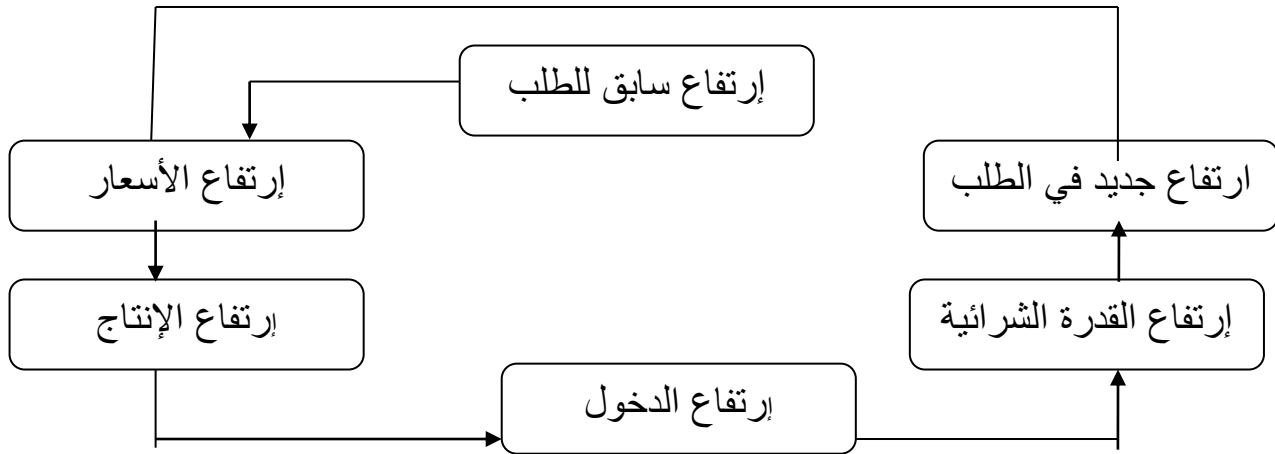 إرتفاع سابق للطلب
ارتفاع جديد في الطلب
إرتفاع الأسعار
إرتفاع القدرة الشرائية
إرتفاع الإنتاج
إرتفاع الدخول